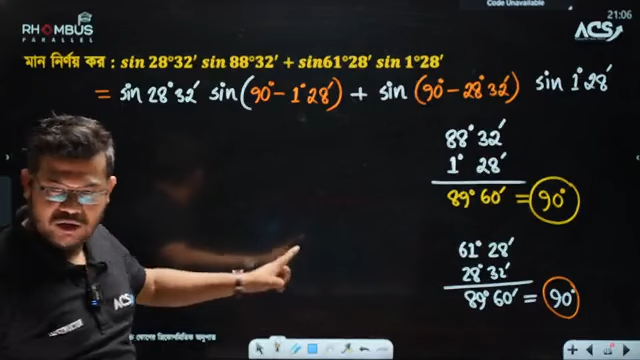 Code Unavailable
21:06
RHOMBUS
PARALLEL
ACS
মান নির্ণয় কর : sin 28°32′ sin 88°32′ + sin61°28′ sin 1°28′
= sin 28°32′ sin(90° - 1°28′) + sin (90° - 28°32′) sin 1°28′
88° 32′
1° 28′
89° 60′ = 90°
61° 28′
28° 32′
89° 60′ = 90°
ACS
কোণের ত্রিকোণমিতিক অনুপাত